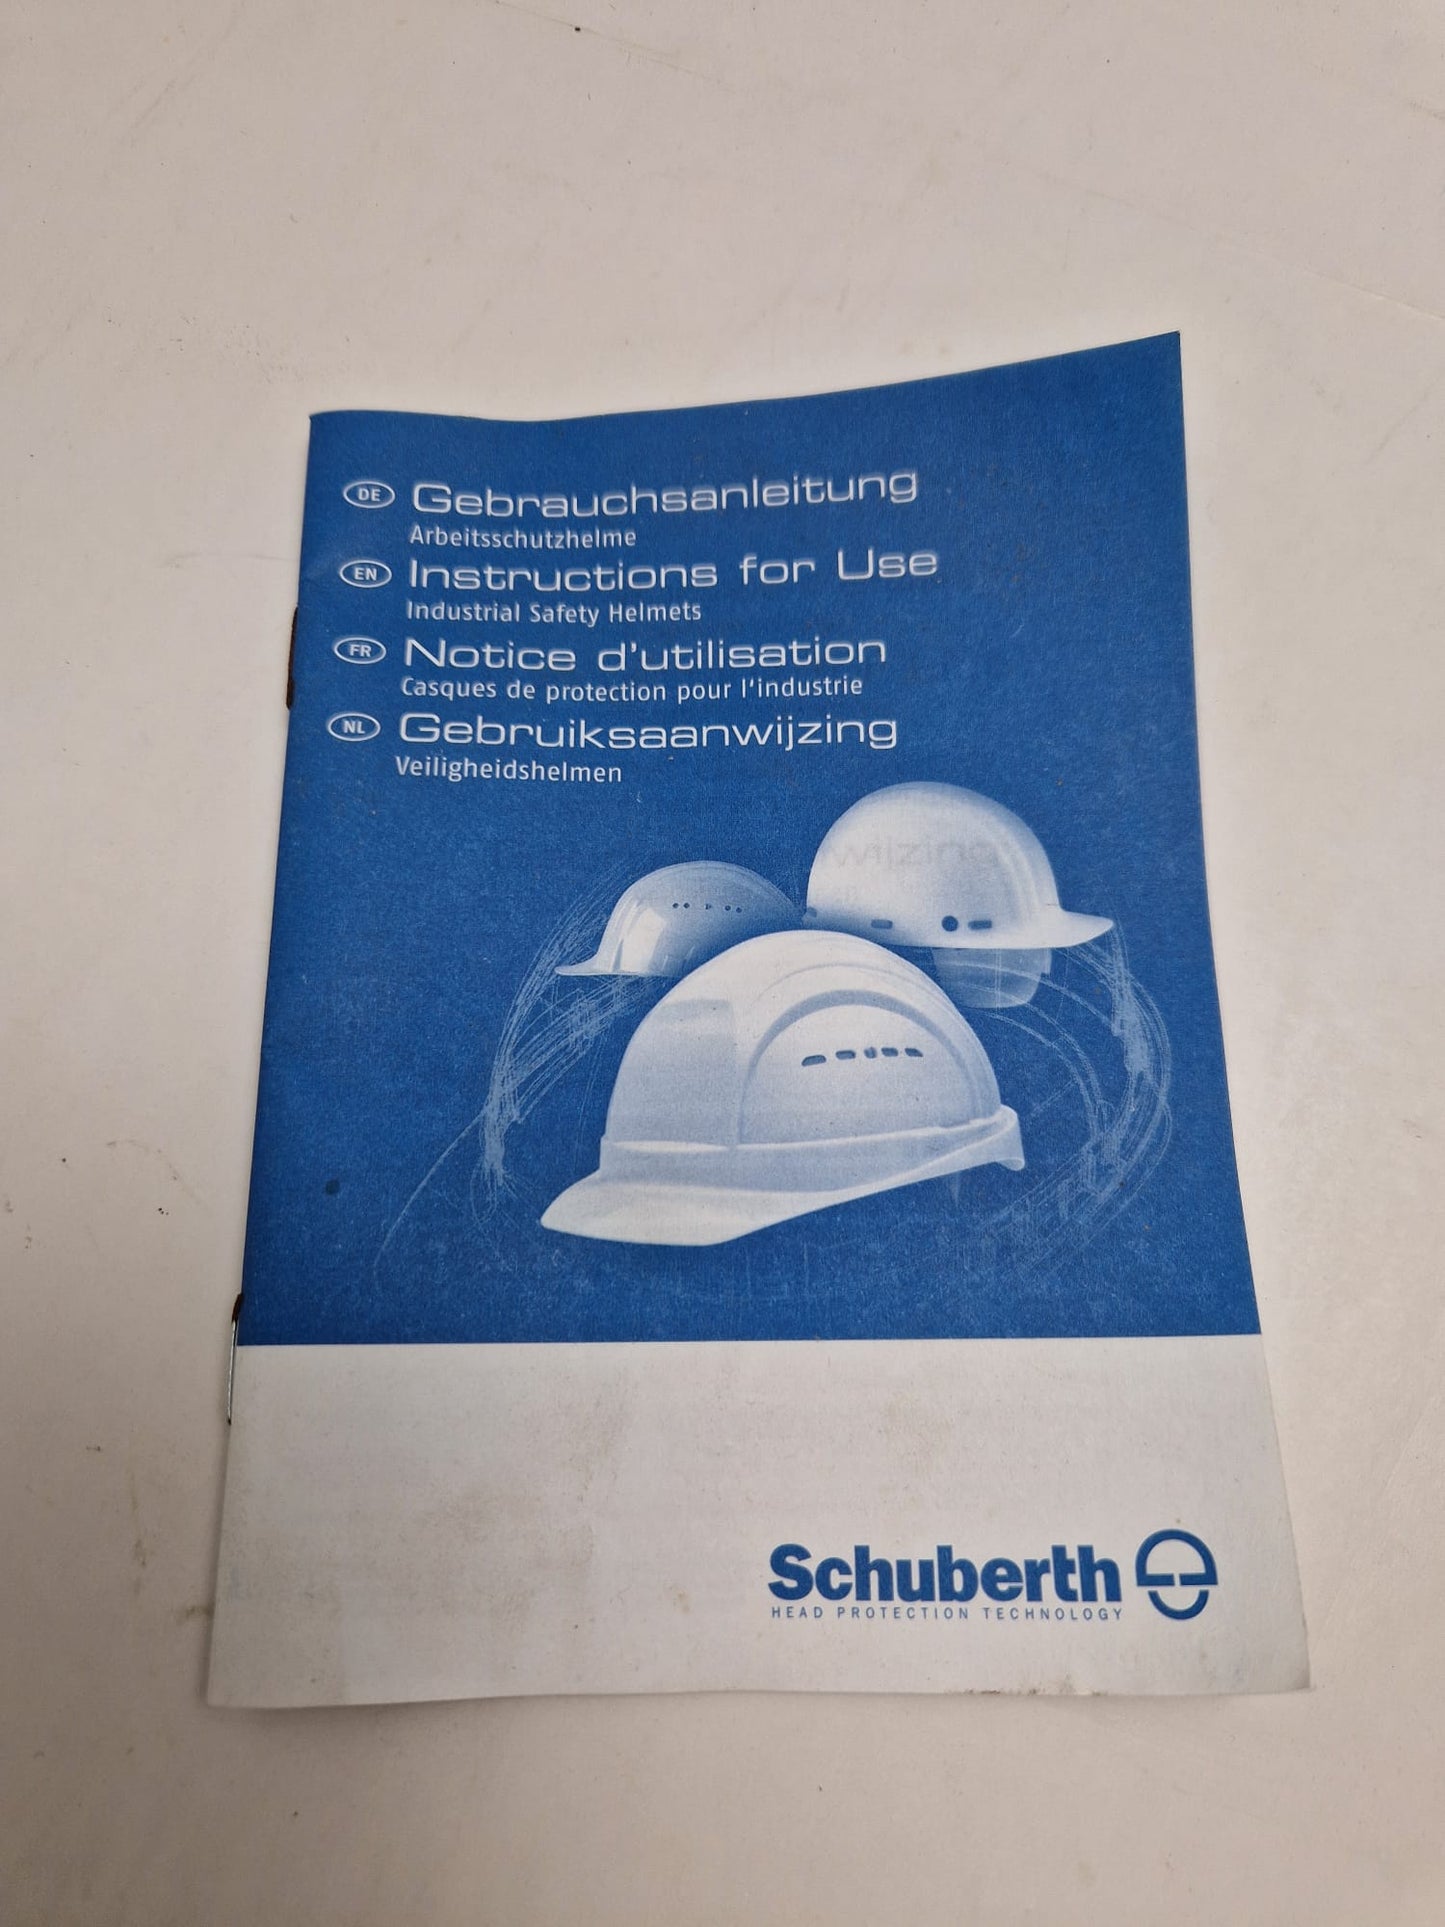 DE Gebrauchsanleitung
Arbeitsschutzhelme
EN Instructions for Use
Industrial Safety Helmets
FR Notice d'utilisation
Casques de protection pour l'industrie
NL Gebruiksaanwijzing
Veiligheidshelmen
wijzing
Schuberth
HEAD PROTECTION TECHNOLOGY